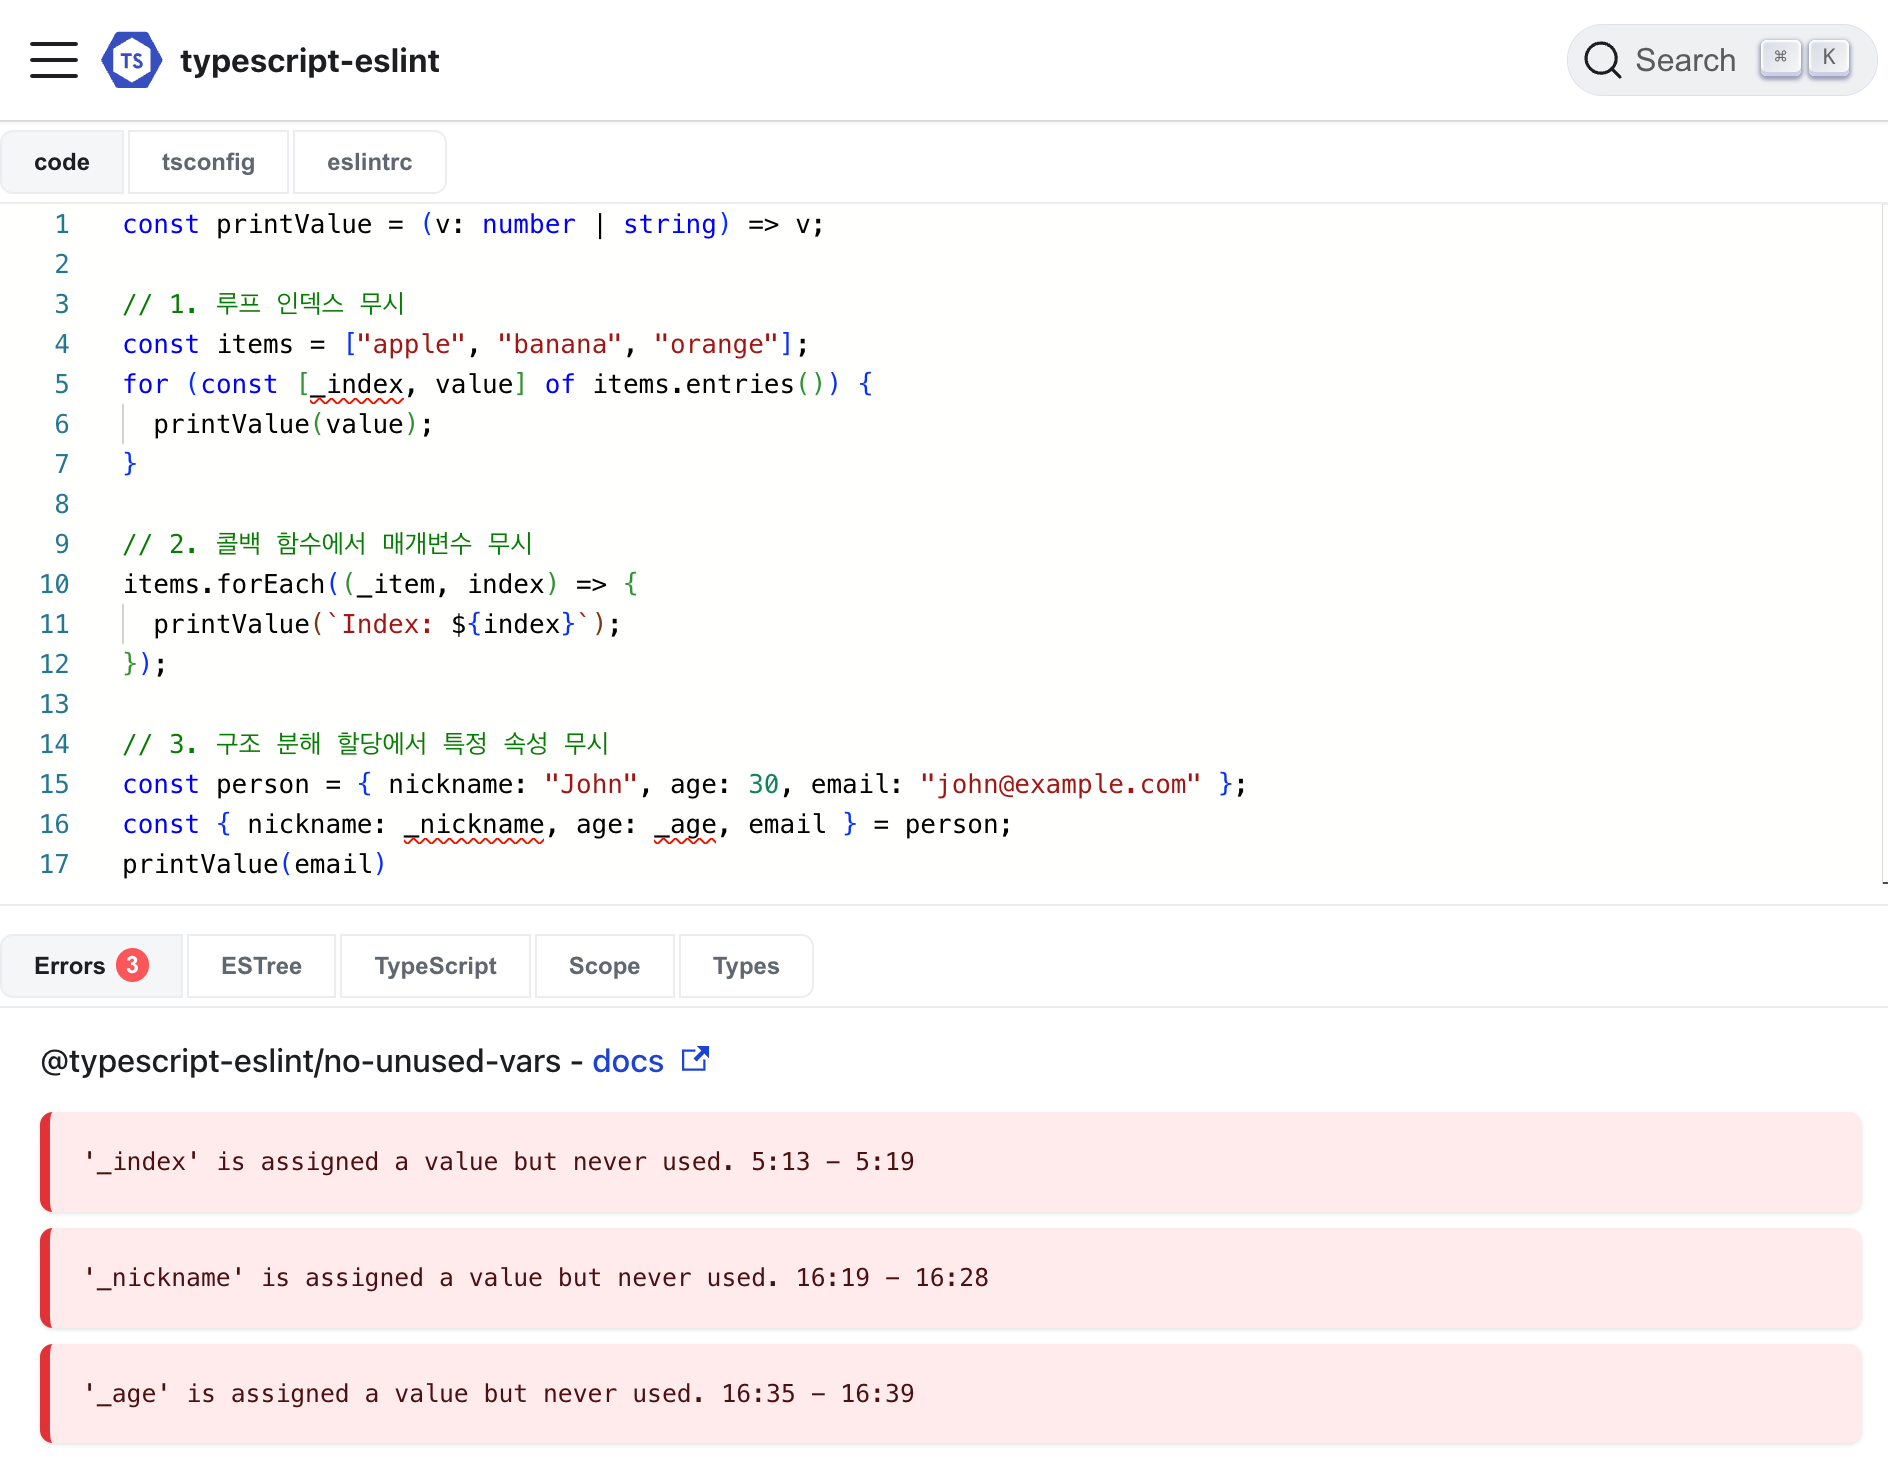 TS typescript-eslint Search ⌘ K
code tsconfig eslintrc
1 const printValue = (v: number | string) => v;
2
3 // 1. 루프 인덱스 무시
4 const items = ["apple", "banana", "orange"];
5 for (const [_index, value] of items.entries()) {
6 printValue(value);
7 }
8
9 // 2. 콜백 함수에서 매개변수 무시
10 items.forEach((_item, index) => {
11 printValue(`Index: ${index}`);
12 });
13
14 // 3. 구조 분해 할당에서 특정 속성 무시
15 const person = { nickname: "John", age: 30, email: "john@example.com" };
16 const { nickname: _nickname, age: _age, email } = person;
17 printValue(email)
Errors 3 ESTree TypeScript Scope Types
@typescript-eslint/no-unused-vars - docs
'_index' is assigned a value but never used. 5:13 – 5:19
'_nickname' is assigned a value but never used. 16:19 – 16:28
'_age' is assigned a value but never used. 16:35 – 16:39